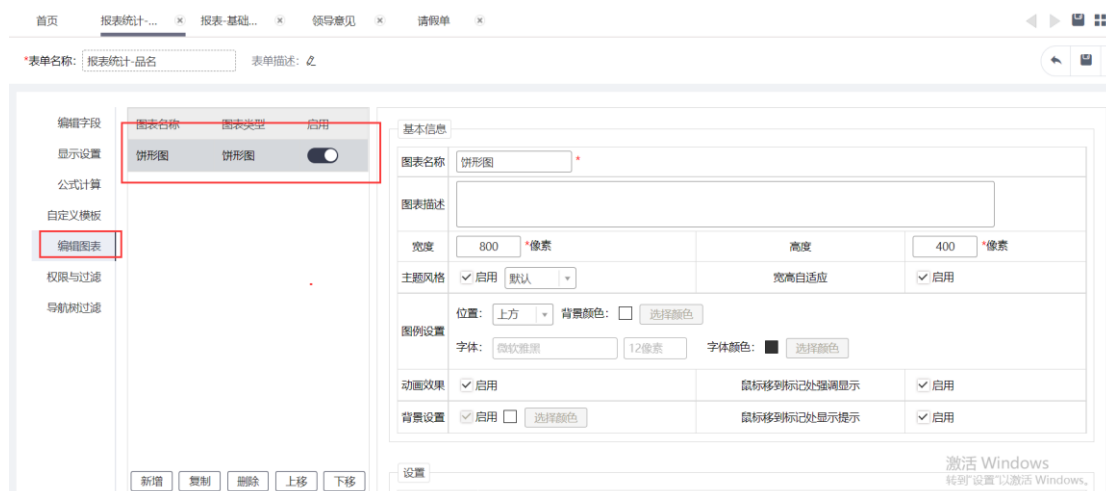 首页 报表统计-... × 报表-基础... × 领导意见 × 请假单 ×
*表单名称: 报表统计-品名 表单描述:
编辑字段
显示设置
公式计算
自定义模板
编辑图表
权限与过滤
导航树过滤
图表名称 图表类型 启用
饼形图 饼形图
新增 复制 删除 上移 下移
基本信息
图表名称 饼形图 *
图表描述
宽度 800 *像素 高度 400 *像素
主题风格 启用 默认 宽高自适应 启用
图例设置 位置: 上方 背景颜色: 选择颜色
字体: 微软雅黑 12像素 字体颜色: 选择颜色
动画效果 启用 鼠标移到标记处强调显示 启用
背景设置 启用 选择颜色 鼠标移到标记处显示提示 启用
设置
激活 Windows
转到"设置"以激活 Windows。